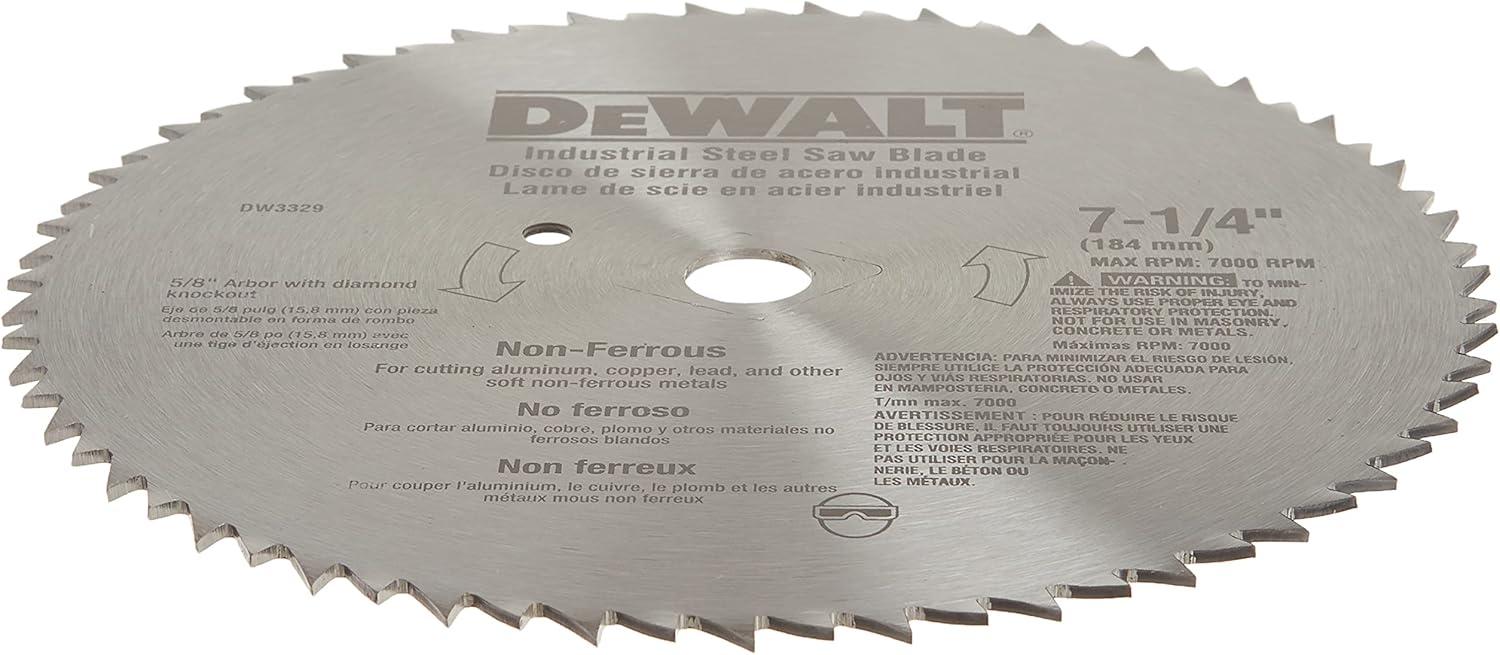 DEWALT®
Industrial Steel Saw Blade
Disco de sierra de acero industrial
Lame de scie en acier industriel
DW3329
5/8" Arbor with diamond
knockout
Eje de 5/8 pulg (15,8 mm) con pieza
desmontable en forma de rombo
Arbre de 5/8 po (15,8 mm) avec
une tige d'éjection en losange
7-1/4"
(184 mm)
MAX RPM: 7000 RPM
WARNING: TO MIN-
IMIZE THE RISK OF INJURY,
ALWAYS USE PROPER EYE AND
RESPIRATORY PROTECTION.
NOT FOR USE IN MASONRY,
CONCRETE OR METALS.
Máximas RPM: 7000
ADVERTENCIA: PARA MINIMIZAR EL RIESGO DE LESIÓN,
SIEMPRE UTILICE LA PROTECCIÓN ADECUADA PARA
OJOS Y VIÁS RESPIRATORIAS. NO USAR
EN MAMPOSTERIA, CONCRETO O METALES.
T/mn max. 7000
AVERTISSEMENT : POUR RÉDUIRE LE RISQUE
DE BLESSURE, IL FAUT TOUJOURS UTILISER UNE
PROTECTION APPROPRIÉE POUR LES YEUX
ET LES VOIES RESPIRATOIRES. NE
PAS UTILISER POUR LA MAÇON-
NERIE, LE BÉTON OU
LES MÉTAUX.
Non-Ferrous
For cutting aluminum, copper, lead, and other
soft non-ferrous metals
No ferroso
Para cortar aluminio, cobre, plomo y otros materiales no
ferrosos blandos
Non ferreux
Pour couper l'aluminium, le cuivre, le plomb et les autres
métaux mous non ferreux